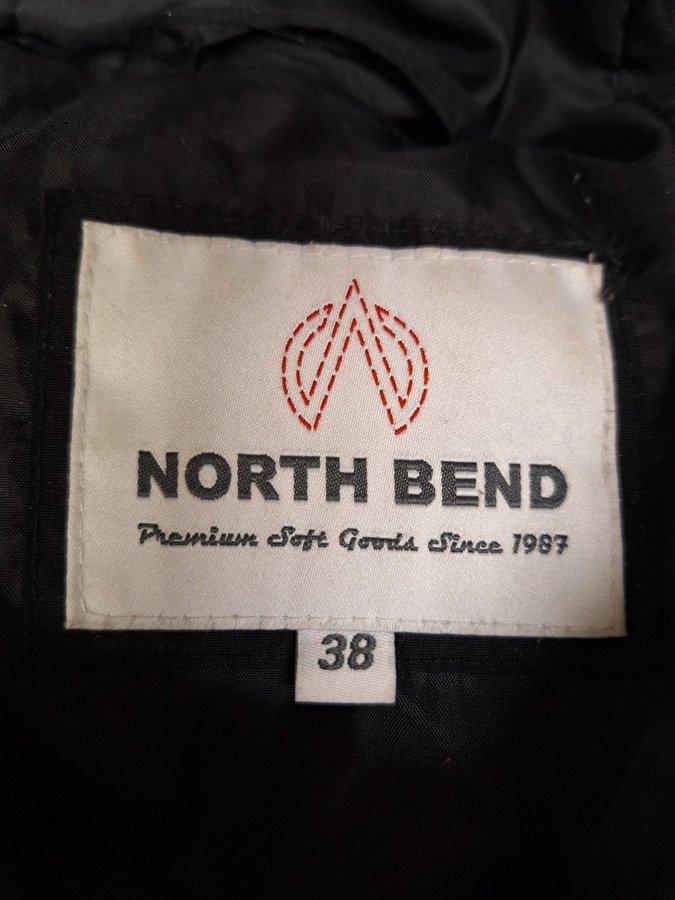 NORTH BEND
Premium Soft Goods Since 1987
38